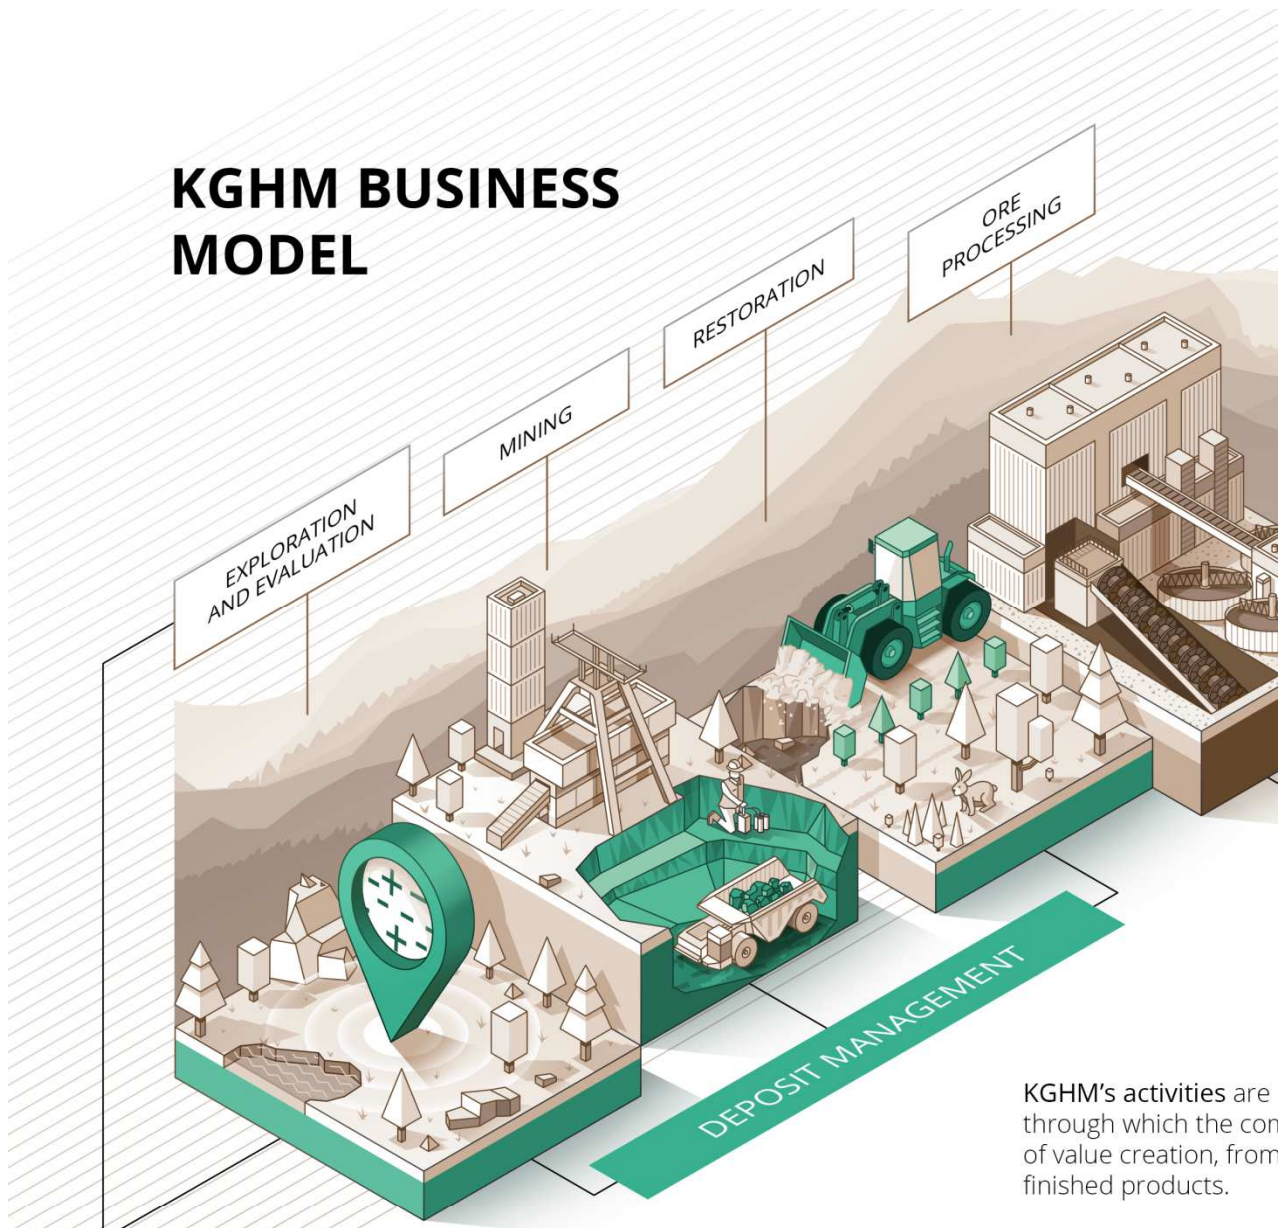 KGHM BUSINESS
MODEL
EXPLORATION
AND EVALUATION
MINING
RESTORATION
ORE
PROCESSING
DEPOSIT MANAGEMENT
KGHM’s activities are
through which the con
of value creation, from
finished products.